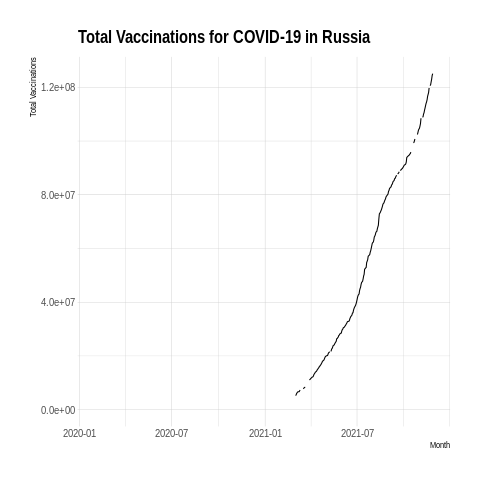 Total Vaccinations for COVID-19 in Russia
Total Vaccinations
1.2e+08
8.0e+07
4.0e+07
0.0e+00
2020-01 2020-07 2021-01 2021-07
Month